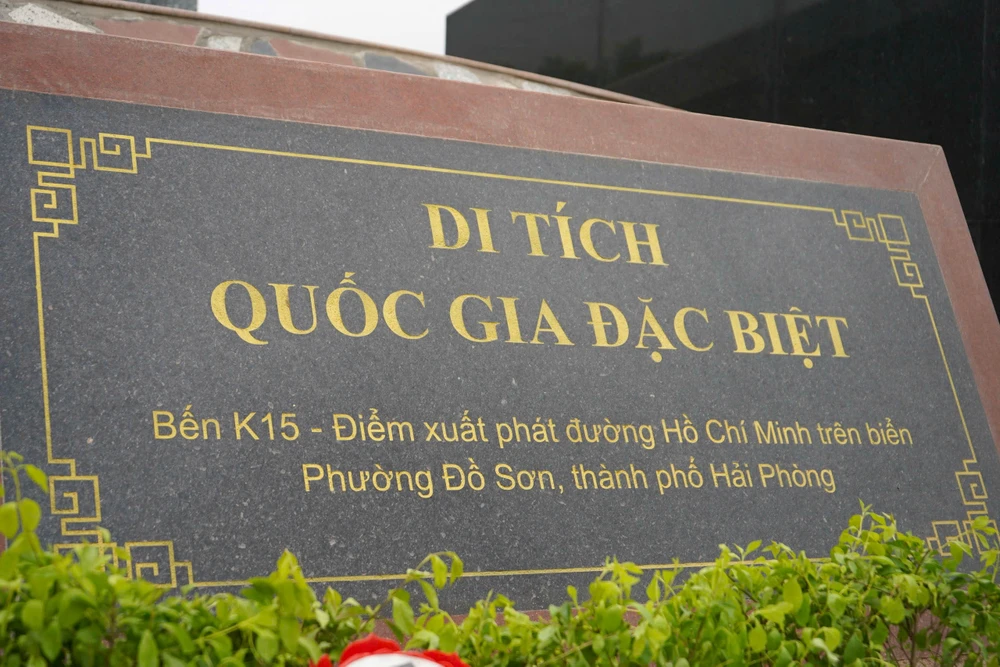 DI TÍCH
QUỐC GIA ĐẶC BIỆT
Bến K15 - Điểm xuất phát đường Hồ Chí Minh trên biển
Phường Đồ Sơn, thành phố Hải Phòng